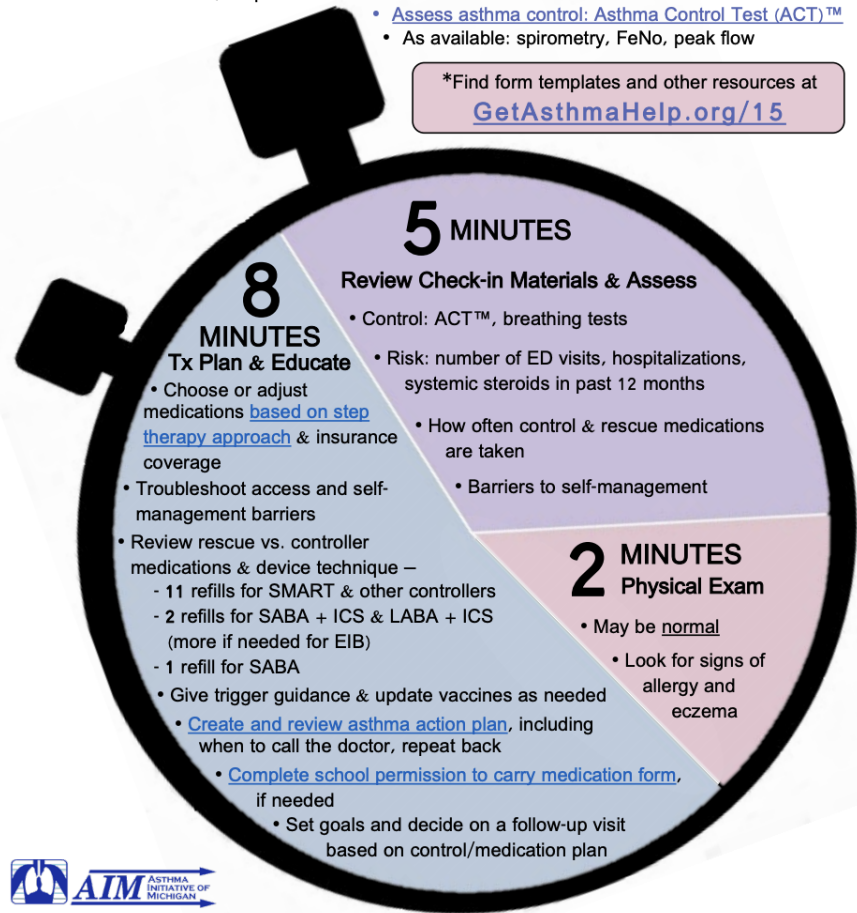 • Assess asthma control: Asthma Control Test (ACT)™
• As available: spirometry, FeNo, peak flow
*Find form templates and other resources at
GetAsthmaHelp.org/15
5 MINUTES
Review Check-in Materials & Assess
• Control: ACT™, breathing tests
• Risk: number of ED visits, hospitalizations,
systemic steroids in past 12 months
• How often control & rescue medications
are taken
• Barriers to self-management
2 MINUTES
Physical Exam
• May be normal
• Look for signs of
allergy and
eczema
8
MINUTES
Tx Plan & Educate
• Choose or adjust
medications based on step
therapy approach & insurance
coverage
• Troubleshoot access and self-
management barriers
• Review rescue vs. controller
medications & device technique —
- 11 refills for SMART & other controllers
- 2 refills for SABA + ICS & LABA + ICS
(more if needed for EIB)
- 1 refill for SABA
• Give trigger guidance & update vaccines as needed
• Create and review asthma action plan, including
when to call the doctor, repeat back
• Complete school permission to carry medication form,
if needed
• Set goals and decide on a follow-up visit
based on control/medication plan
AIM ASTHMA
INITIATIVE OF
MICHIGAN